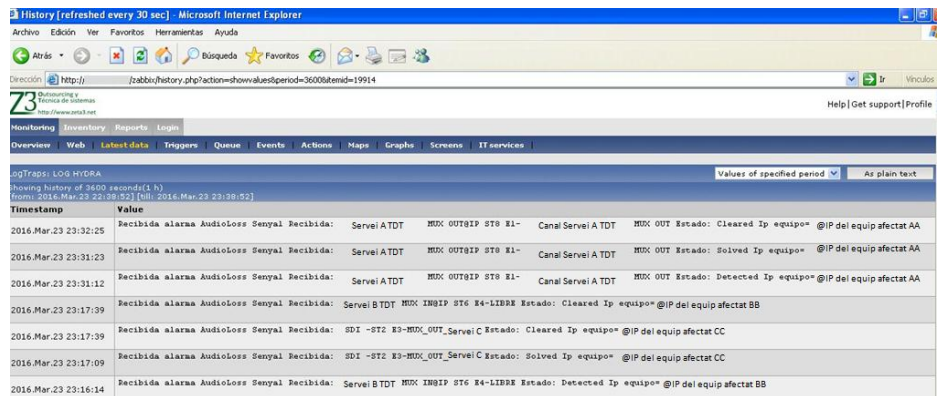 History [refreshed every 30 sec] - Microsoft Internet Explorer
Archivo Edición Ver Favoritos Herramientas Ayuda
Atrás Búsqueda Favoritos
Dirección http:// /zabbix/history.php?action=showvalues&period=3600&itemid=19914 Ir Vínculos
Z3 Outsourcing y
Técnica de sistemas
http://www.zeta3.net
Help|Get support|Profile
Monitoring Inventory Reports Login
Overview | Web | Latest data | Triggers | Queue | Events | Actions | Maps | Graphs | Screens | IT services |
LogTraps: LOG HYDRA Values of specified period As plain text
Showing history of 3600 seconds(1 h)
[from: 2016.Mar.23 22:38:52] [till: 2016.Mar.23 23:38:52]
Timestamp Value
2016.Mar.23 23:32:25 Recibida alarma AudioLoss Senyal Recibida: Servei A TDT MUX OUT@IP ST8 E1- Canal Servei A TDT MUX OUT Estado: Cleared Ip equipo= @IP del equip afectat AA
2016.Mar.23 23:31:23 Recibida alarma AudioLoss Senyal Recibida: Servei A TDT MUX OUT@IP ST8 E1- Canal Servei A TDT MUX OUT Estado: Solved Ip equipo= @IP del equip afectat AA
2016.Mar.23 23:31:12 Recibida alarma AudioLoss Senyal Recibida: Servei A TDT MUX OUT@IP ST8 E1- Canal Servei A TDT MUX OUT Estado: Detected Ip equipo= @IP del equip afectat AA
2016.Mar.23 23:17:39 Recibida alarma AudioLoss Senyal Recibida: Servei B TDT MUX IN@IP ST6 E4-LIBRE Estado: Cleared Ip equipo= @IP del equip afectat BB
2016.Mar.23 23:17:39 Recibida alarma AudioLoss Senyal Recibida: SDI -ST2 E3-MUX_OUT_Servei C Estado: Cleared Ip equipo= @IP del equip afectat CC
2016.Mar.23 23:17:09 Recibida alarma AudioLoss Senyal Recibida: SDI -ST2 E3-MUX_OUT_Servei C Estado: Solved Ip equipo= @IP del equip afectat CC
2016.Mar.23 23:16:14 Recibida alarma AudioLoss Senyal Recibida: Servei B TDT MUX IN@IP ST6 E4-LIBRE Estado: Detected Ip equipo= @IP del equip afectat BB